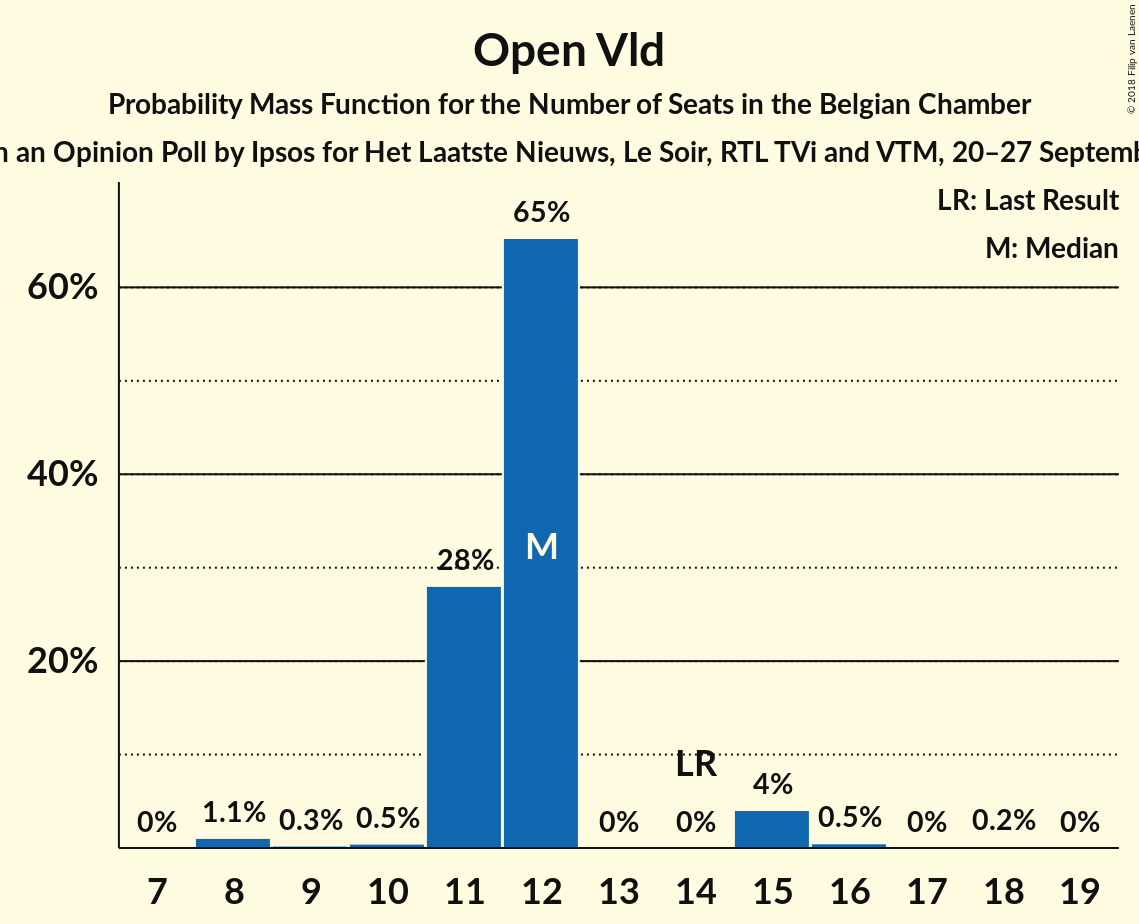 Open Vld
Probability Mass Function for the Number of Seats in the Belgian Chamber
an Opinion Poll by Ipsos for Het Laatste Nieuws, Le Soir, RTL TVi and VTM, 20–27
© 2018 Filip van Laenen
LR: Last Result
M: Median
65%
60%
40%
28%
M
20%
LR
4%
0% 1.1% 0.3% 0.5% 0% 0% 0.5% 0% 0.2% 0%
7 8 9 10 11 12 13 14 15 16 17 18 19